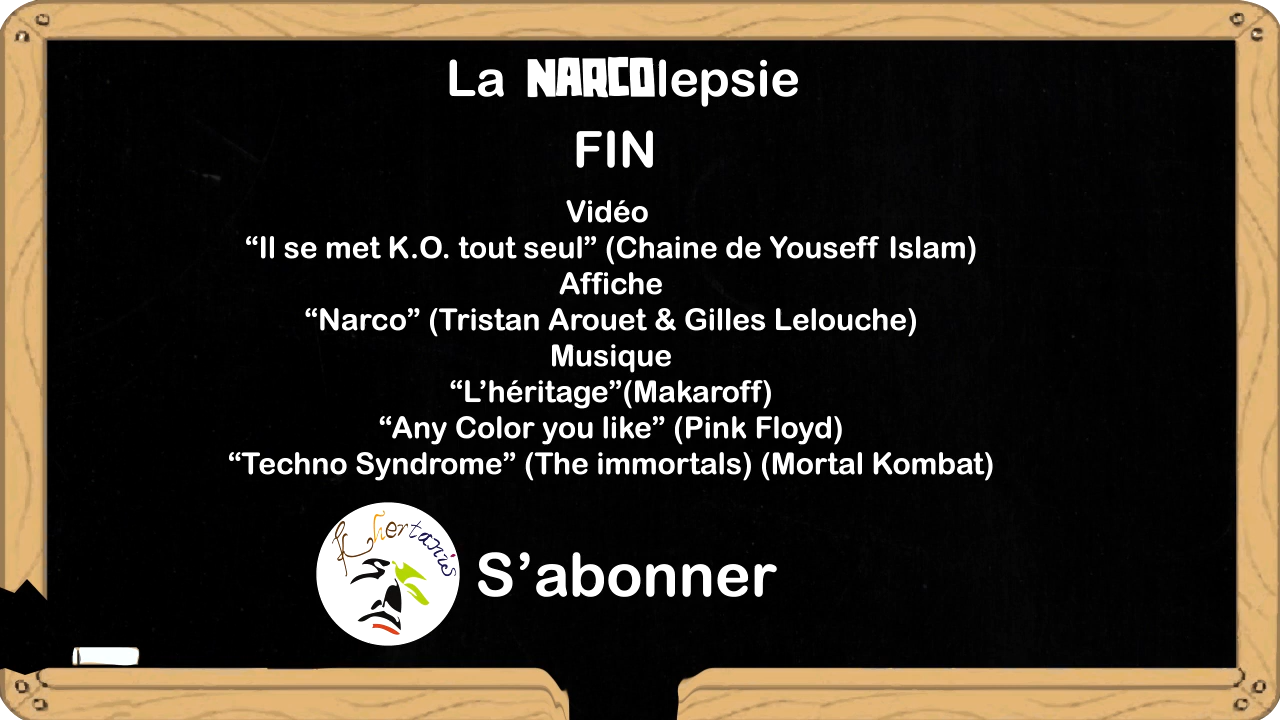 La NARCOlepsie
FIN
Vidéo
“Il se met K.O. tout seul” (Chaine de Youseff Islam)
Affiche
“Narco” (Tristan Arouet & Gilles Lelouche)
Musique
“L’héritage”(Makaroff)
“Any Color you like” (Pink Floyd)
“Techno Syndrome” (The immortals) (Mortal Kombat)
Khertanis
S’abonner